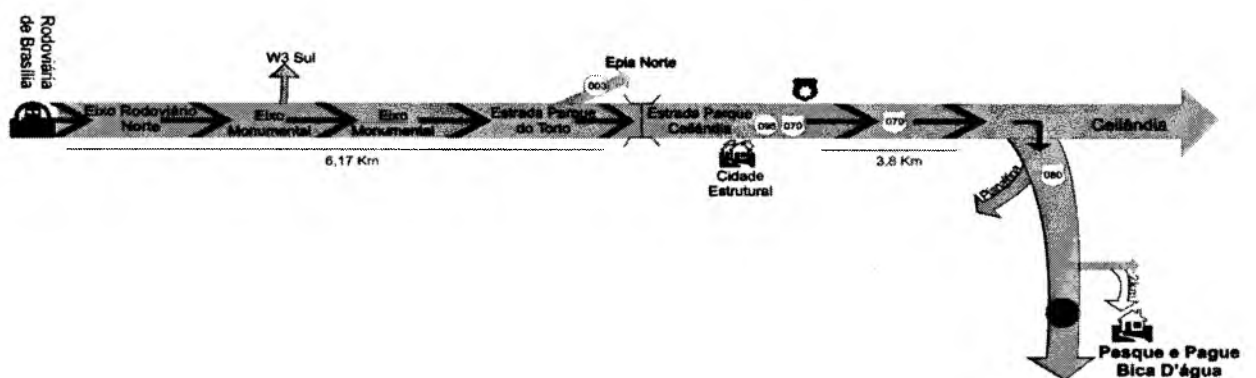 Rodoviária
de Brasília
Eixo Rodoviário
Norte
W3 Sul
Eixo
Monumental
Eixo
Monumental
Estrada Parque
do Torto
003
Epia Norte
6,17 Km
Estrada Parque
Ceilândia
095
070
Cidade
Estrutural
070
3,8 Km
Ceilândia
080
2km
Pesque e Pague
Bica D'água